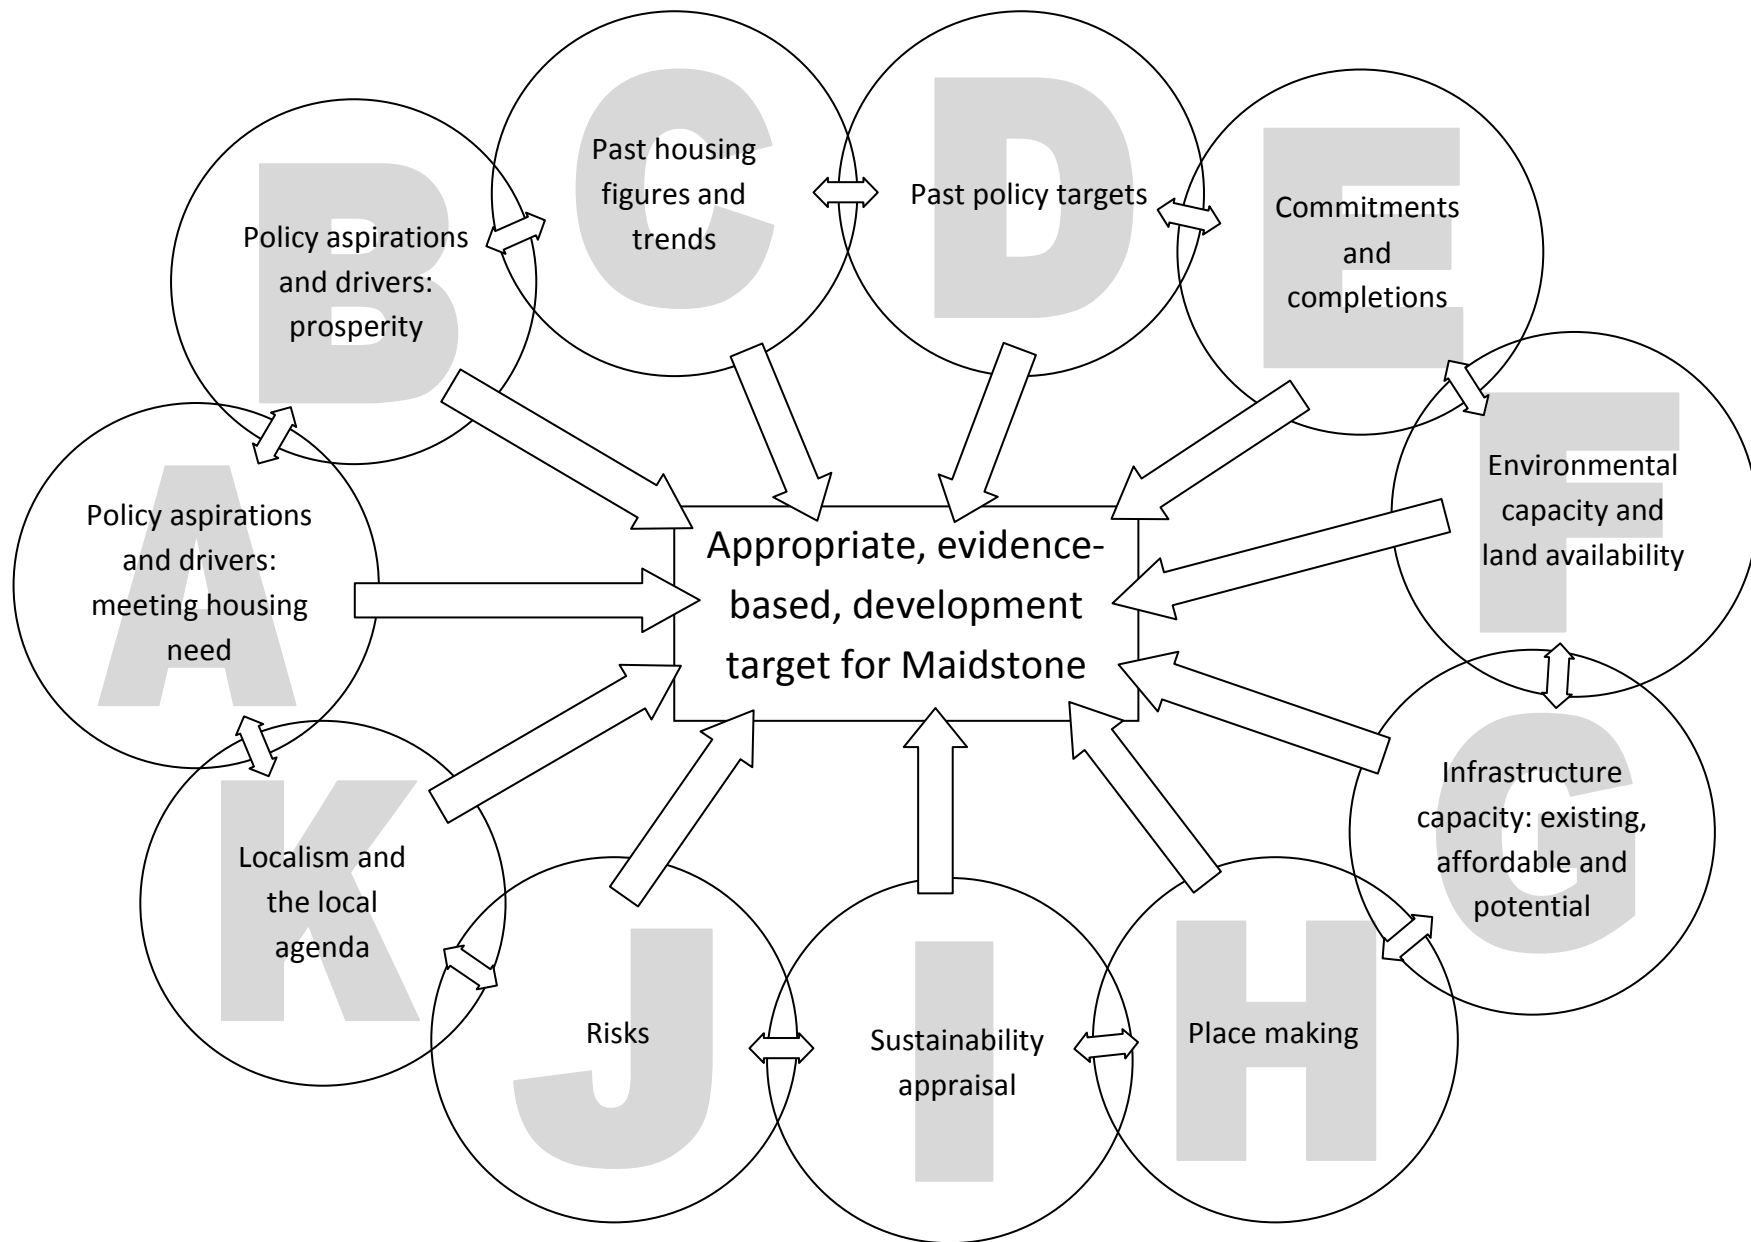 A
Policy aspirations
and drivers:
meeting housing
need
B
Policy aspirations
and drivers:
prosperity
C
Past housing
figures and
trends
D
Past policy targets
E
Commitments
and
completions
F
Environmental
capacity and
land availability
G
Infrastructure
capacity: existing,
affordable and
potential
H
Place making
I
Sustainability
appraisal
J
Risks
K
Localism and
the local
agenda
Appropriate, evidence-
based, development
target for Maidstone